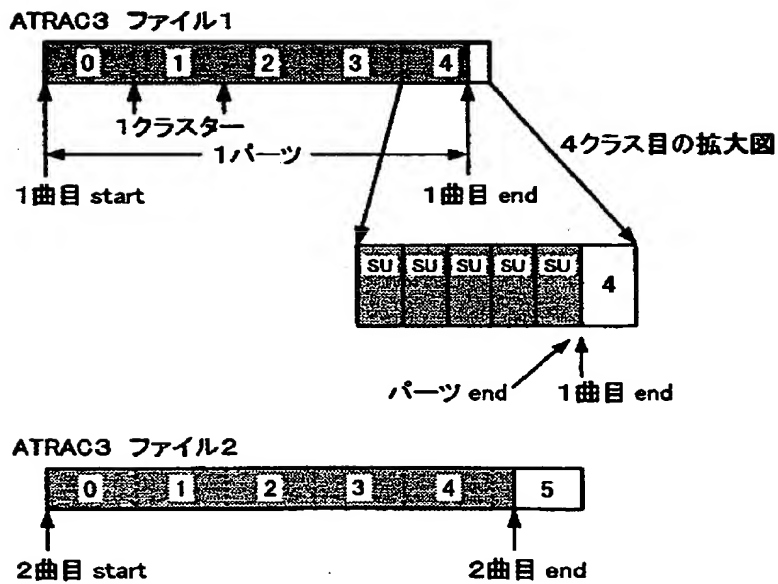 ATRAC3 ファイル1
0 1 2 3 4
1クラスター
1パーツ
4クラス目の拡大図
1曲目 start
1曲目 end
SU SU SU SU SU 4
パーツ end
1曲目 end
ATRAC3 ファイル2
0 1 2 3 4 5
2曲目 start
2曲目 end